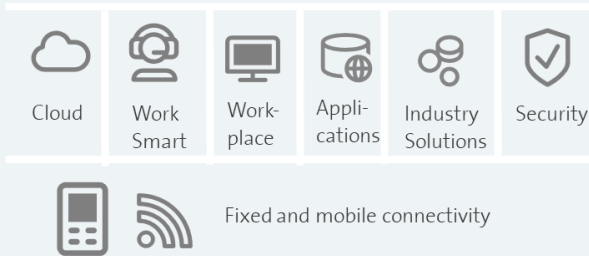 Cloud
Work
Smart
Work-
place
Appli-
cations
Industry
Solutions
Security
Fixed and mobile connectivity